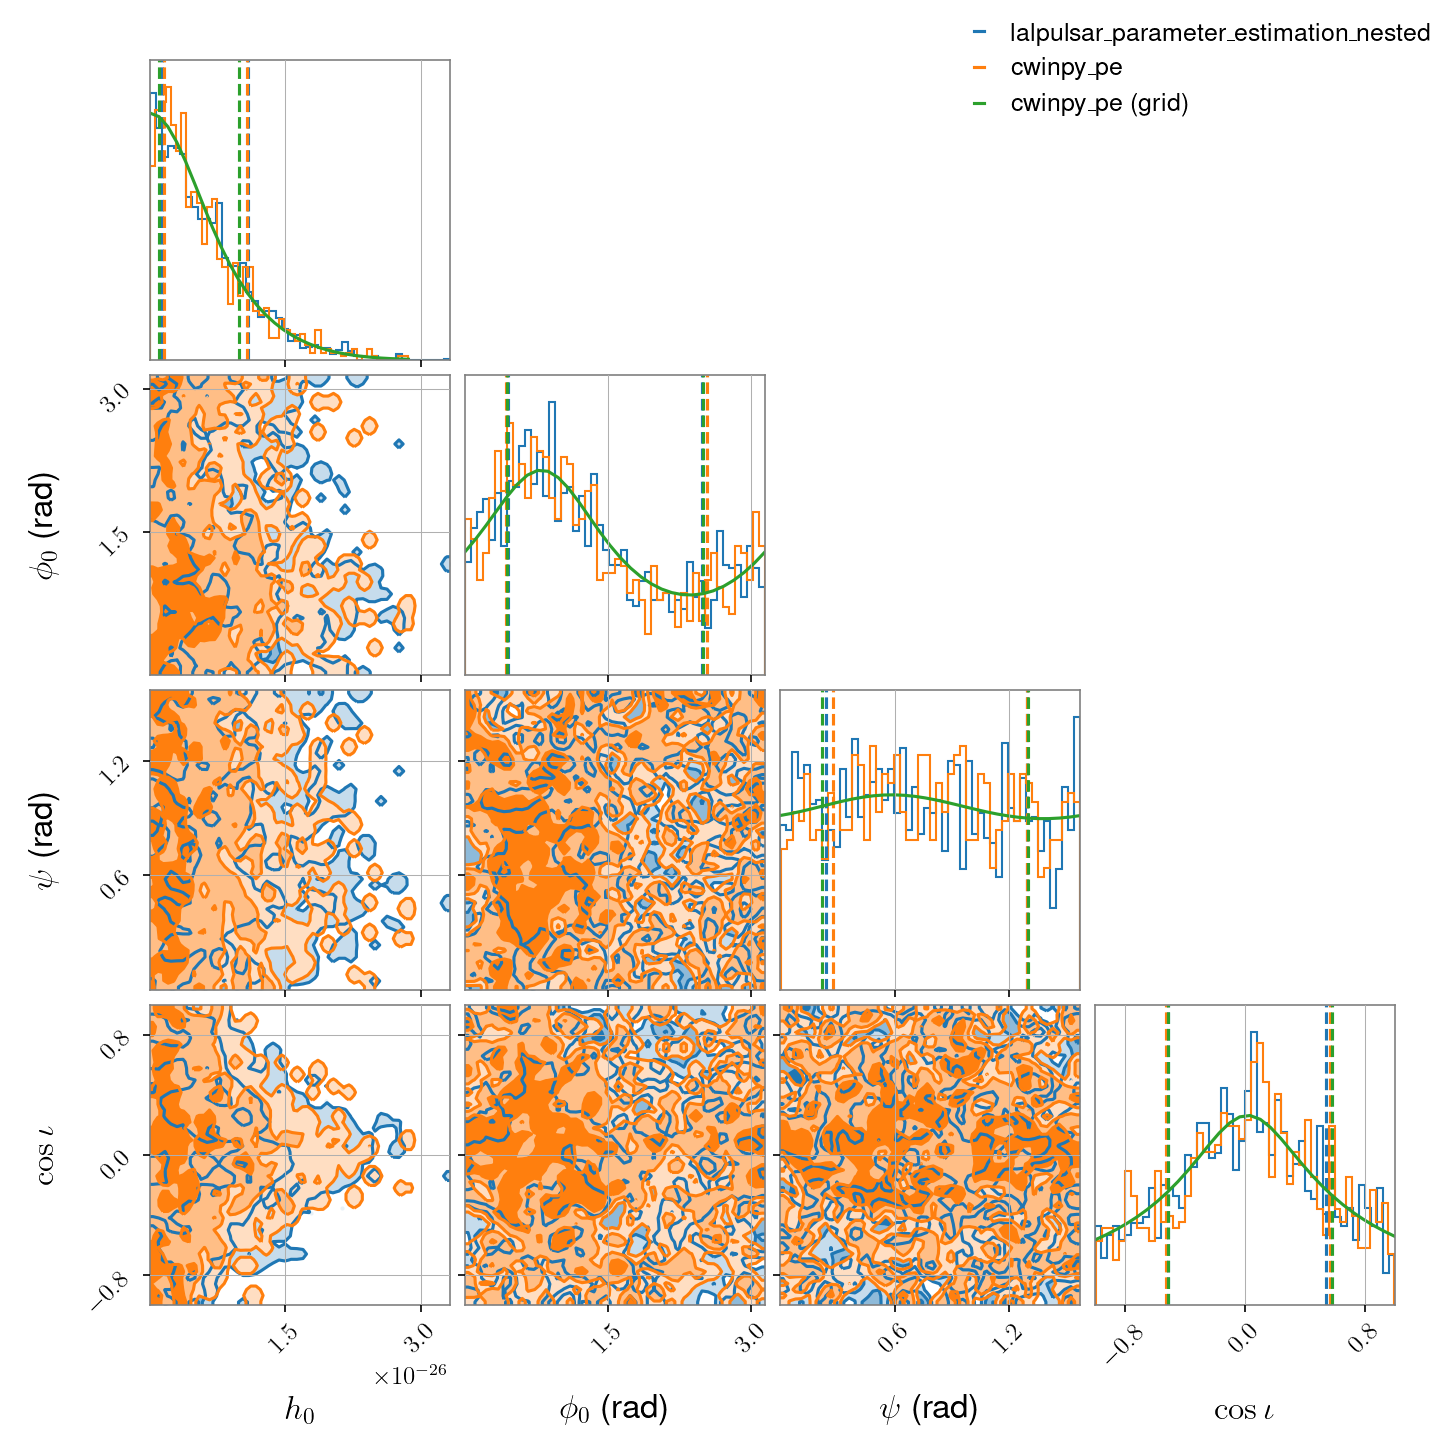 lalpulsar_parameter_estimation_nested
cwinpy_pe
cwinpy_pe (grid)
3.0
1.5
ϕ₀ (rad)
1.2
0.6
ψ (rad)
0.8
0.0
−0.8
cos ι
1.5
3.0
×10⁻²⁶
h₀
1.5
3.0
ϕ₀ (rad)
0.6
1.2
ψ (rad)
−0.8
0.0
0.8
cos ι